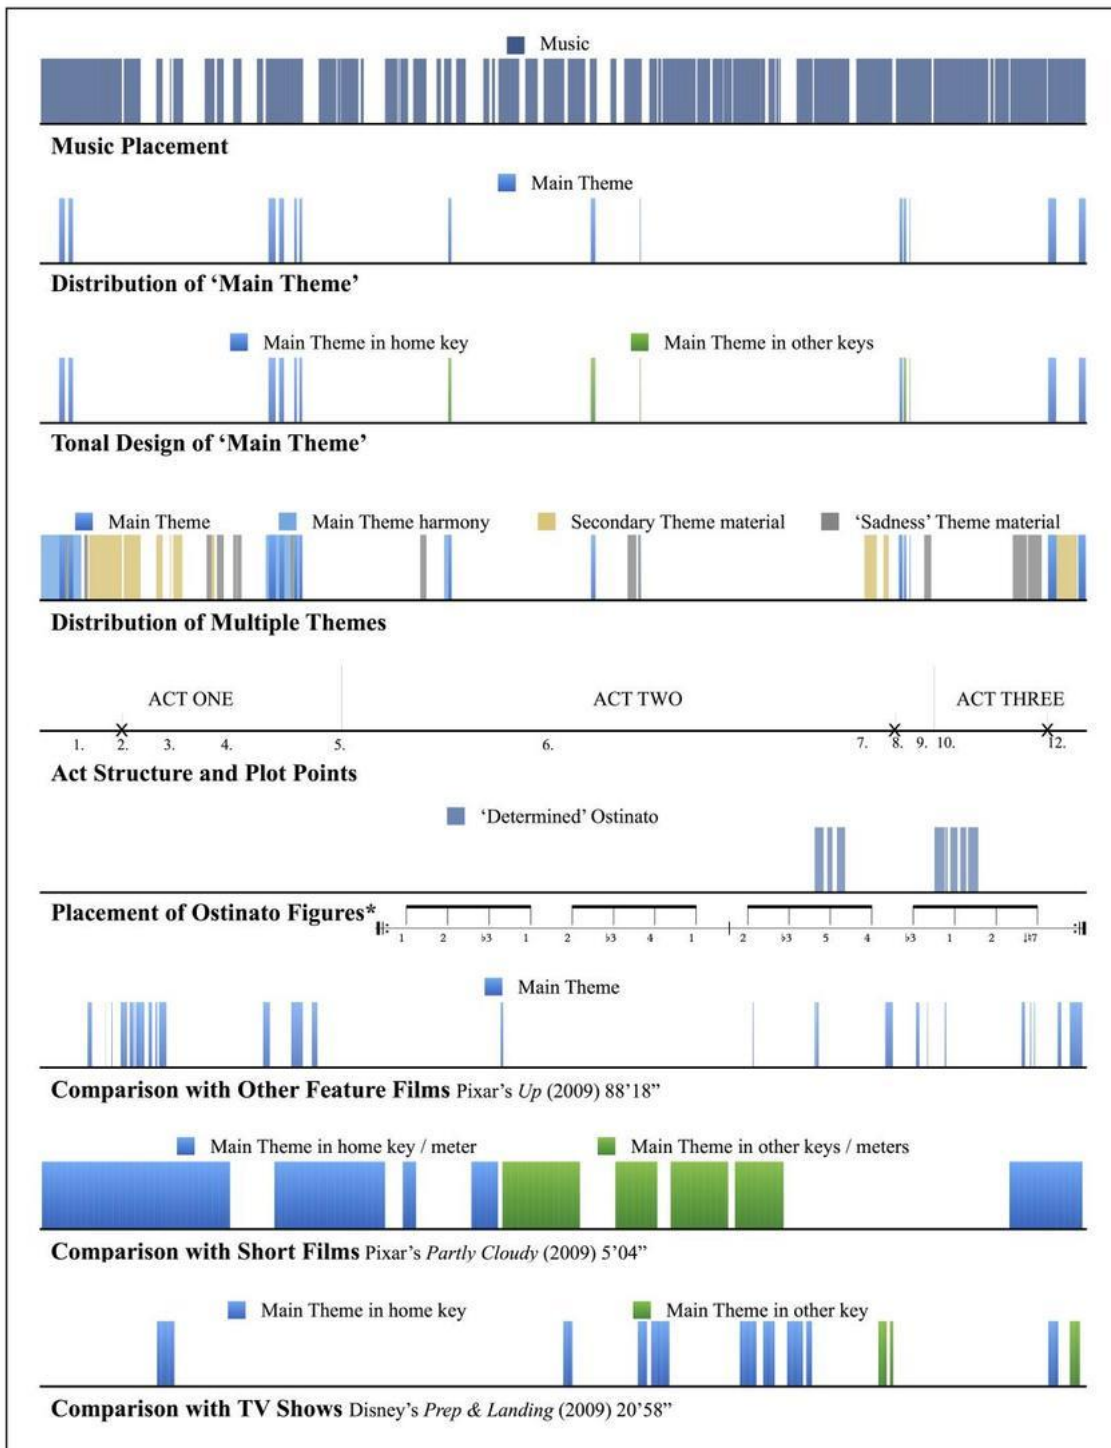 Music
Music Placement
Main Theme
Distribution of ‘Main Theme’
Main Theme in home key Main Theme in other keys
Tonal Design of ‘Main Theme’
Main Theme Main Theme harmony Secondary Theme material ‘Sadness’ Theme material
Distribution of Multiple Themes
ACT ONE ACT TWO ACT THREE
1. 2. 3. 4. 5. 6. 7. 8. 9. 10. 12.
Act Structure and Plot Points
‘Determined’ Ostinato
Placement of Ostinato Figures*
1 2 ♭3 1 2 ♭3 4 1 2 ♭3 5 4 ♭3 1 2 ↓♮7
Main Theme
Comparison with Other Feature Films Pixar’s Up (2009) 88’18”
Main Theme in home key / meter Main Theme in other keys / meters
Comparison with Short Films Pixar’s Partly Cloudy (2009) 5’04”
Main Theme in home key Main Theme in other key
Comparison with TV Shows Disney’s Prep & Landing (2009) 20’58”